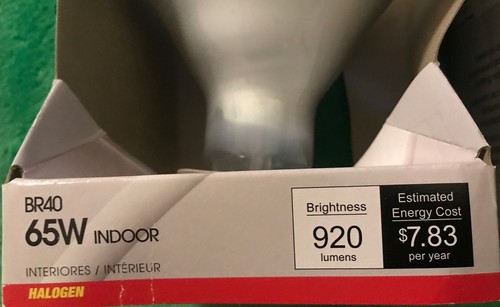 BR40
65W INDOOR
INTERIORES / INTÉRIEUR
HALOGEN
Brightness
920
lumens
Estimated
Energy Cost
$7.83
per year